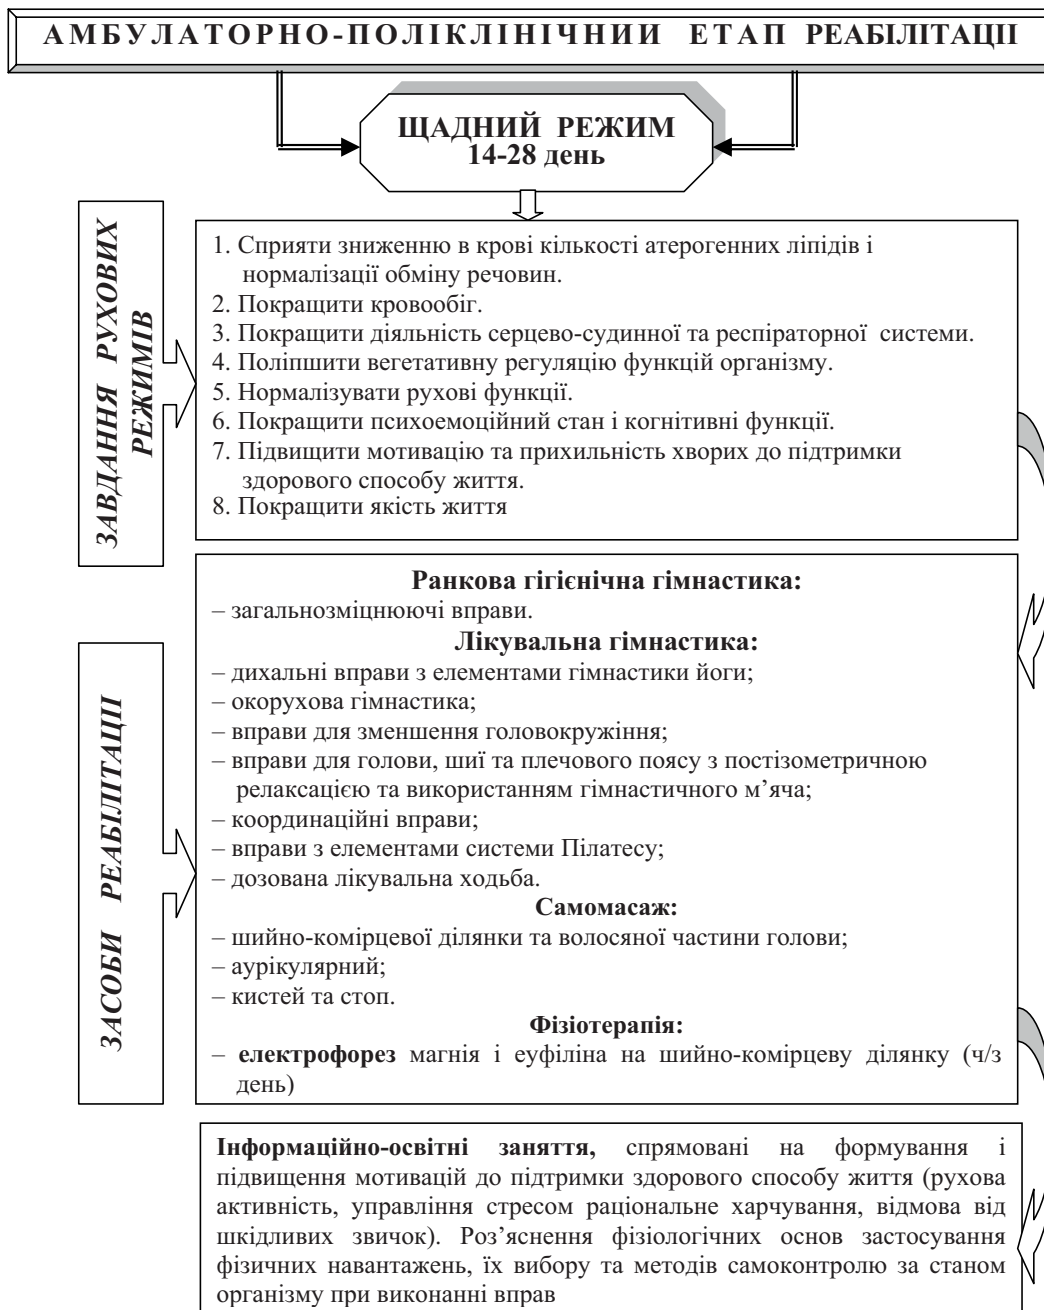 АМБУЛАТОРНО-ПОЛІКЛІНІЧНИЙ ЕТАП РЕАБІЛІТАЦІЇ
ЩАДНИЙ РЕЖИМ
14-28 день
ЗАВДАННЯ РУХОВИХ
РЕЖИМІВ
1. Сприяти зниженню в крові кількості атерогенних ліпідів і
нормалізації обміну речовин.
2. Покращити кровообіг.
3. Покращити діяльність серцево-судинної та респіраторної системи.
4. Поліпшити вегетативну регуляцію функцій організму.
5. Нормалізувати рухові функції.
6. Покращити психоемоційний стан і когнітивні функції.
7. Підвищити мотивацію та прихильність хворих до підтримки
здорового способу життя.
8. Покращити якість життя
ЗАСОБИ РЕАБІЛІТАЦІЇ
Ранкова гігієнічна гімнастика:
– загальнозміцнюючі вправи.
Лікувальна гімнастика:
– дихальні вправи з елементами гімнастики йоги;
– окорухова гімнастика;
– вправи для зменшення головокружіння;
– вправи для голови, шиї та плечового поясу з постізометричною
релаксацією та використанням гімнастичного м’яча;
– координаційні вправи;
– вправи з елементами системи Пілатесу;
– дозована лікувальна ходьба.
Самомасаж:
– шийно-комірцевої ділянки та волосяної частини голови;
– аурікулярний;
– кистей та стоп.
Фізіотерапія:
– електрофорез магнія і еуфіліна на шийно-комірцеву ділянку (ч/з
день)
Інформаційно-освітні заняття, спрямовані на формування і
підвищення мотивацій до підтримки здорового способу життя (рухова
активність, управління стресом раціональне харчування, відмова від
шкідливих звичок). Роз’яснення фізіологічних основ застосування
фізичних навантажень, їх вибору та методів самоконтролю за станом
організму при виконанні вправ